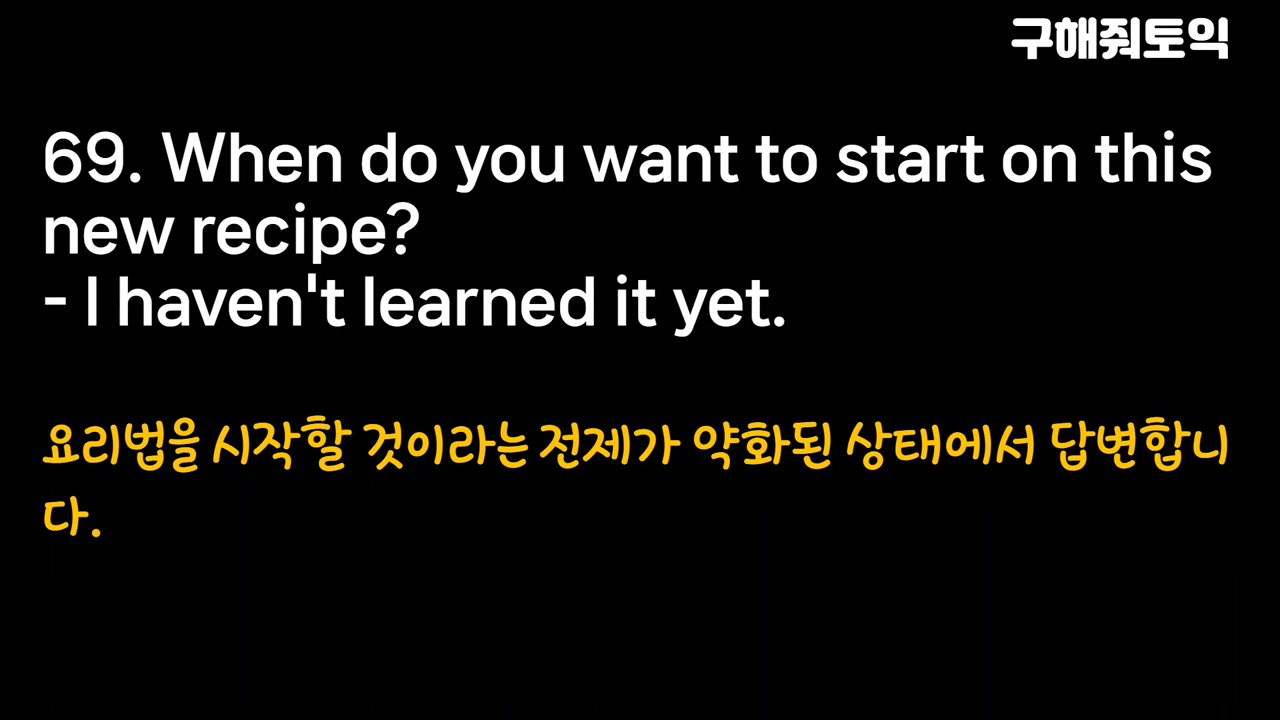 구해줘토익
69. When do you want to start on this
new recipe?
- I haven't learned it yet.
요리법을 시작할 것이라는 전제가 약화된 상태에서 답변합니
다.